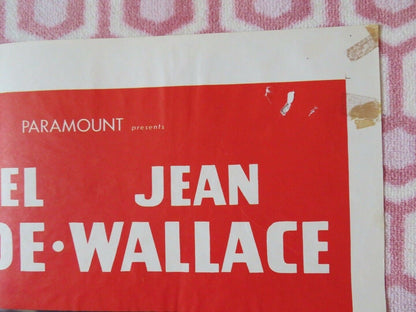 PARAMOUNT presents
EL JEAN
DE·WALLACE